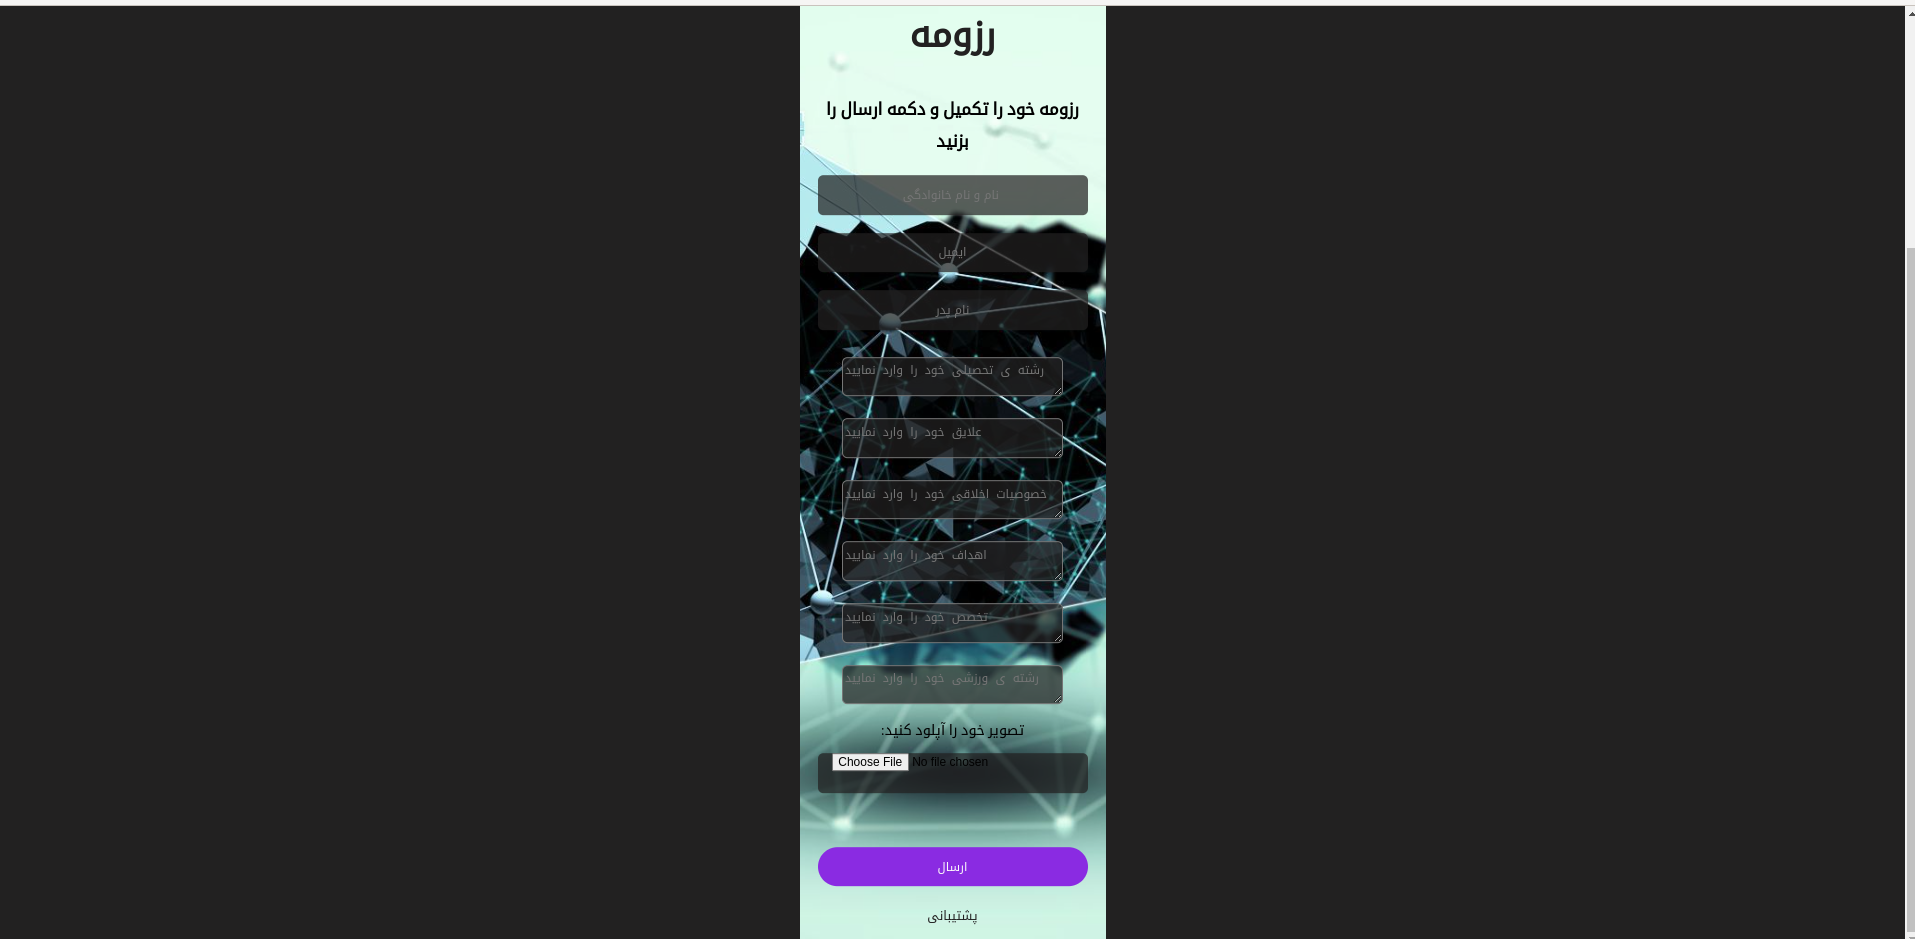 رزومه
رزومه خود را تکمیل و دکمه ارسال را
بزنید
نام و نام خانوادگی
ایمیل
نام پدر
رشته ی تحصیلی خود را وارد نمایید
علایق خود را وارد نمایید
خصوصیات اخلاقی خود را وارد نمایید
اهداف خود را وارد نمایید
تخصص خود را وارد نمایید
رشته ی ورزشی خود را وارد نمایید
تصویر خود را آپلود کنید:
Choose File No file chosen
ارسال
پشتیبانی